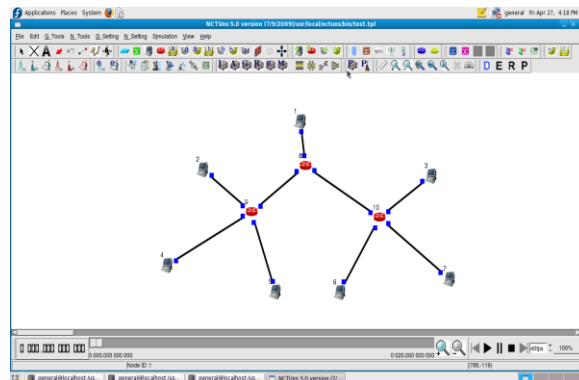 Applications Places System general Fri Apr 27, 4:18 PM
NCTUns 5.0 version (7/9/2009)/usr/local/nctuns/bin/test.tpl
File Edit G_Tools N_Tools G_Setting N_Setting Simulation View Help
D E R P
1
8
2
3
9
10
4
5
6
7
0 000.000 000 000
0 020.000 000 000
100%
Node ID: 1
general@localhost:/us... general@localhost:/us... general@localhost:/us... NCTUns 5.0 version (7/...